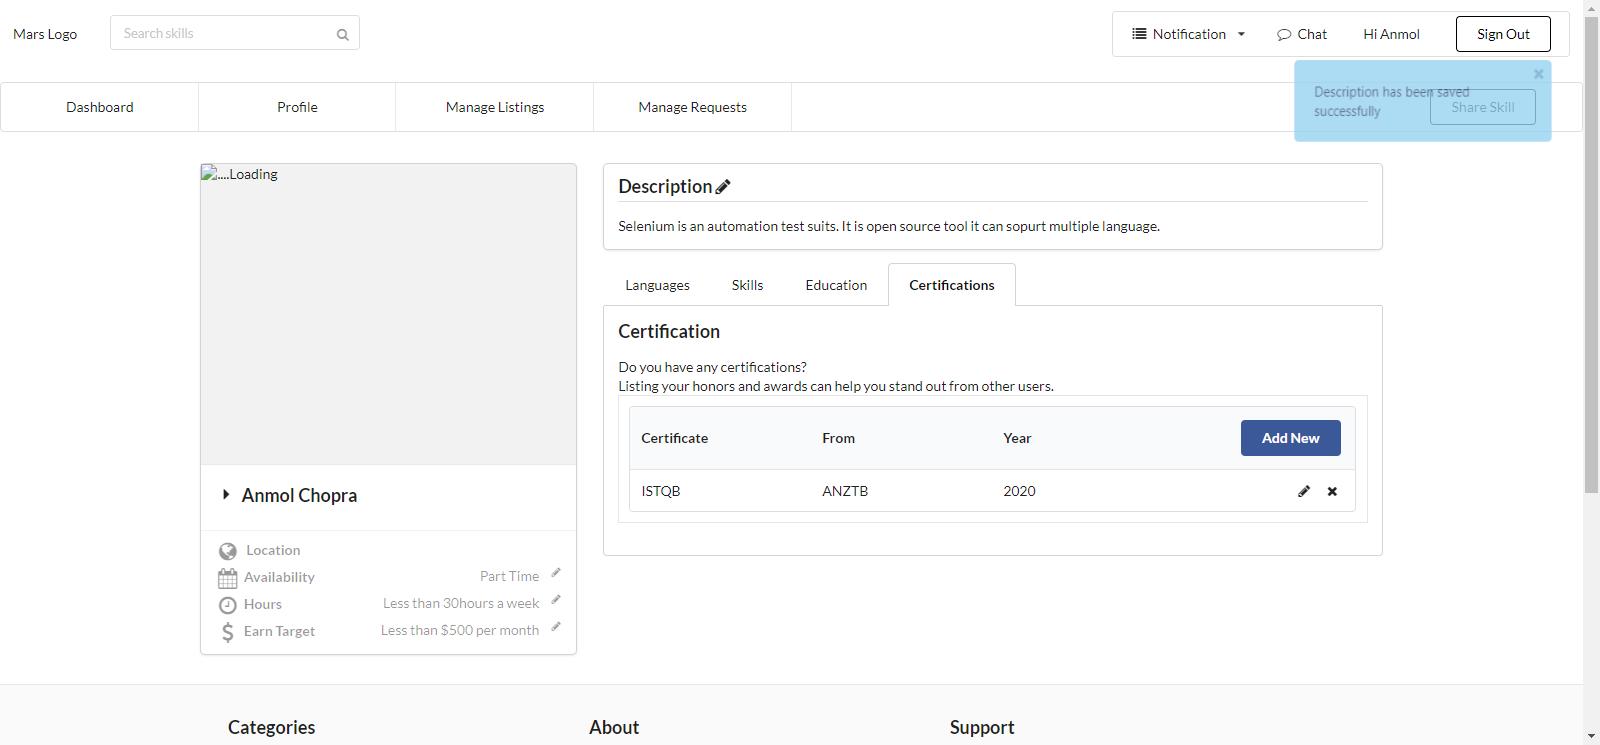 Mars Logo
Search skills
Notification
Chat
Hi Anmol
Sign Out
Dashboard
Profile
Manage Listings
Manage Requests
Share Skill
Description has been saved
successfully
....Loading
Description
Selenium is an automation test suits. It is open source tool it can sopurt multiple language.
Languages
Skills
Education
Certifications
Certification
Do you have any certifications?
Listing your honors and awards can help you stand out from other users.
Certificate
From
Year
Add New
ISTQB
ANZTB
2020
Anmol Chopra
Location
Availability
Part Time
Hours
Less than 30hours a week
Earn Target
Less than $500 per month
Categories
About
Support